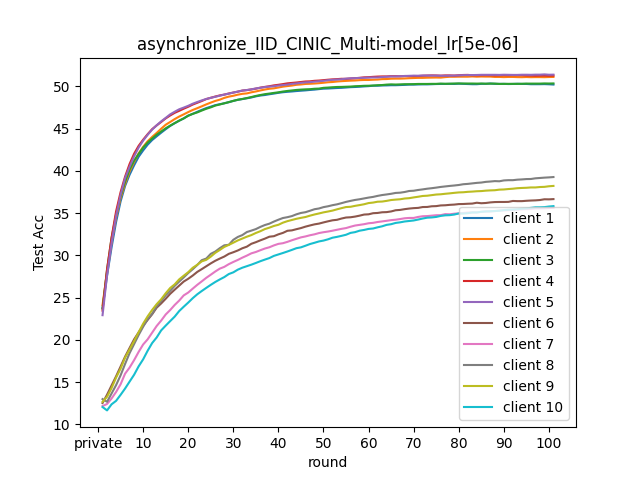 asynchronize_IID_CINIC_Multi-model_lr[5e-06]
Test Acc
50
45
40
35
30
25
20
15
10
client 1
client 2
client 3
client 4
client 5
client 6
client 7
client 8
client 9
client 10
private 10 20 30 40 50 60 70 80 90 100
round